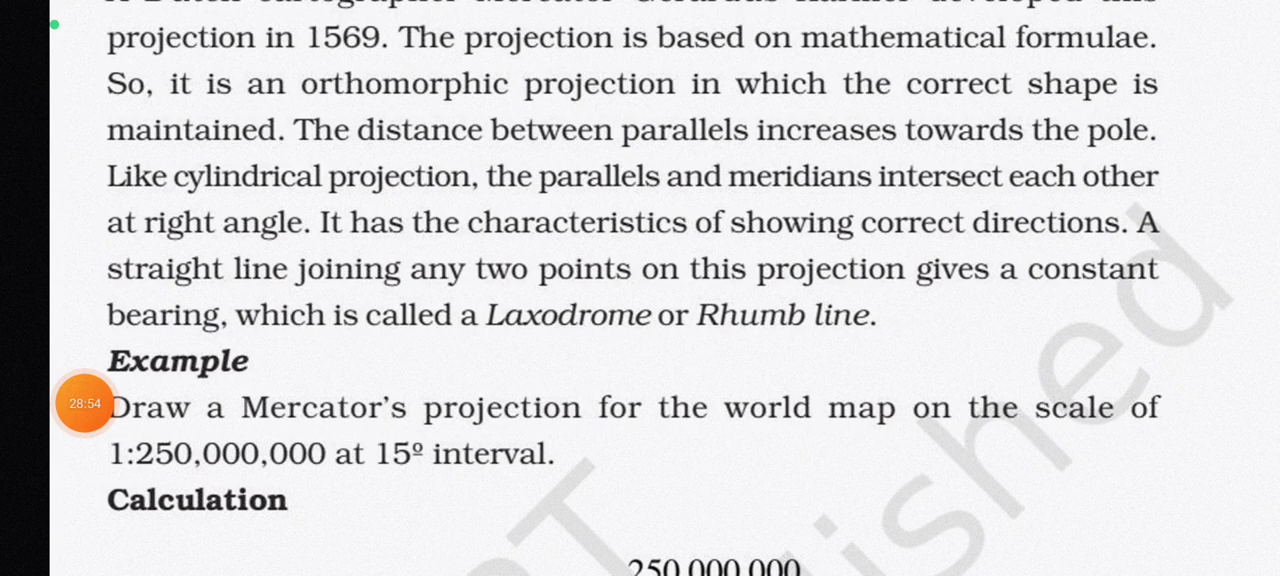 projection in 1569. The projection is based on mathematical formulae.
So, it is an orthomorphic projection in which the correct shape is
maintained. The distance between parallels increases towards the pole.
Like cylindrical projection, the parallels and meridians intersect each other
at right angle. It has the characteristics of showing correct directions. A
straight line joining any two points on this projection gives a constant
bearing, which is called a Laxodrome or Rhumb line.
Example
28:54
Draw a Mercator's projection for the world map on the scale of
1:250,000,000 at 15º interval.
Calculation
250,000,000